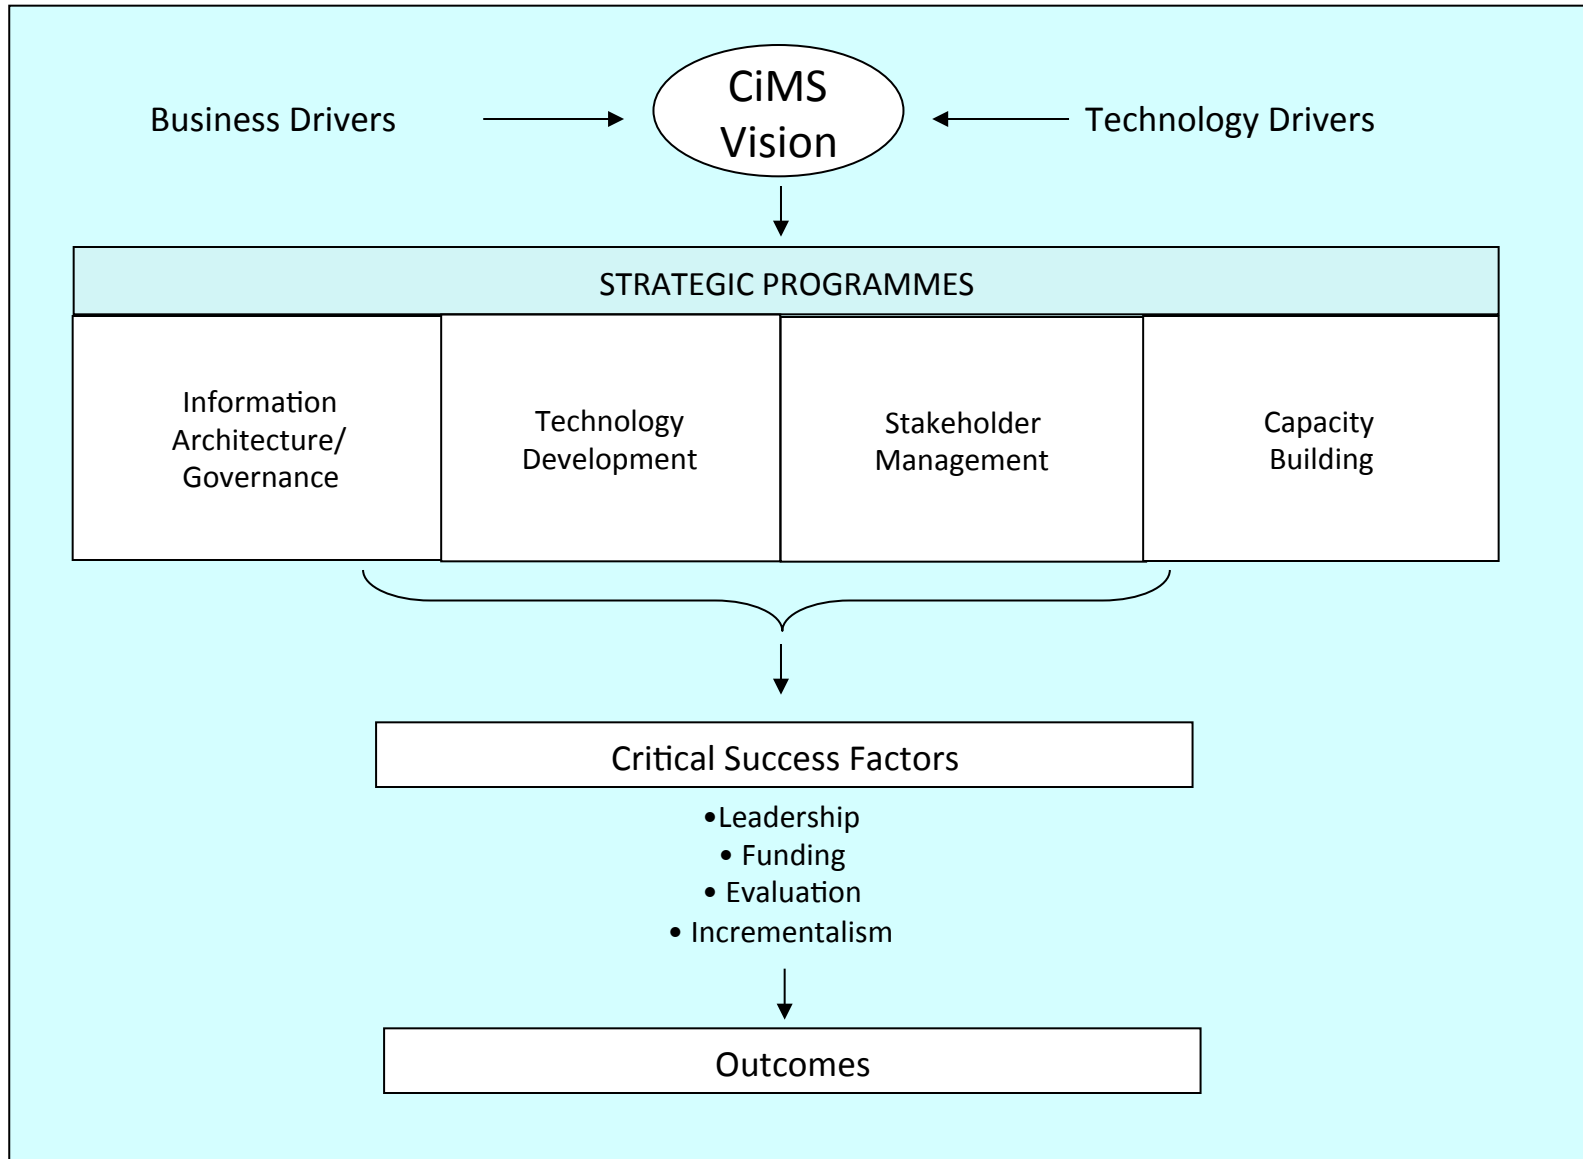 CiMS
Vision
Business Drivers
Technology Drivers
STRATEGIC PROGRAMMES
Information
Architecture/
Governance
Technology
Development
Stakeholder
Management
Capacity
Building
Critical Success Factors
•Leadership
• Funding
• Evaluation
• Incrementalism
Outcomes